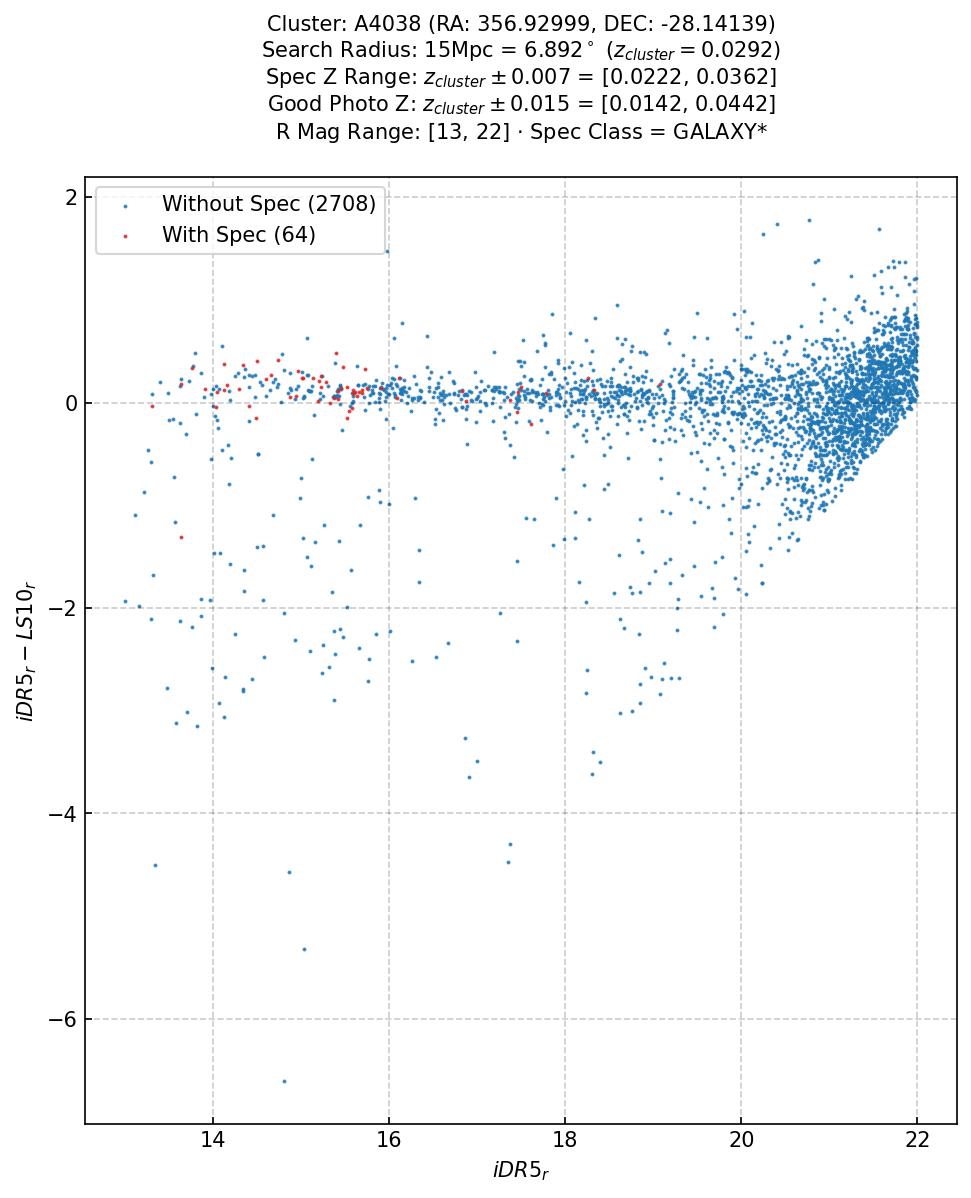 Cluster: A4038 (RA: 356.92999, DEC: -28.14139)
Search Radius: 15Mpc = 6.892° (z_cluster = 0.0292)
Spec Z Range: z_cluster ± 0.007 = [0.0222, 0.0362]
Good Photo Z: z_cluster ± 0.015 = [0.0142, 0.0442]
R Mag Range: [13, 22] · Spec Class = GALAXY*
Without Spec (2708)
With Spec (64)
2
0
−2
−4
−6
iDR5_r − LS10_r
14 16 18 20 22
iDR5_r